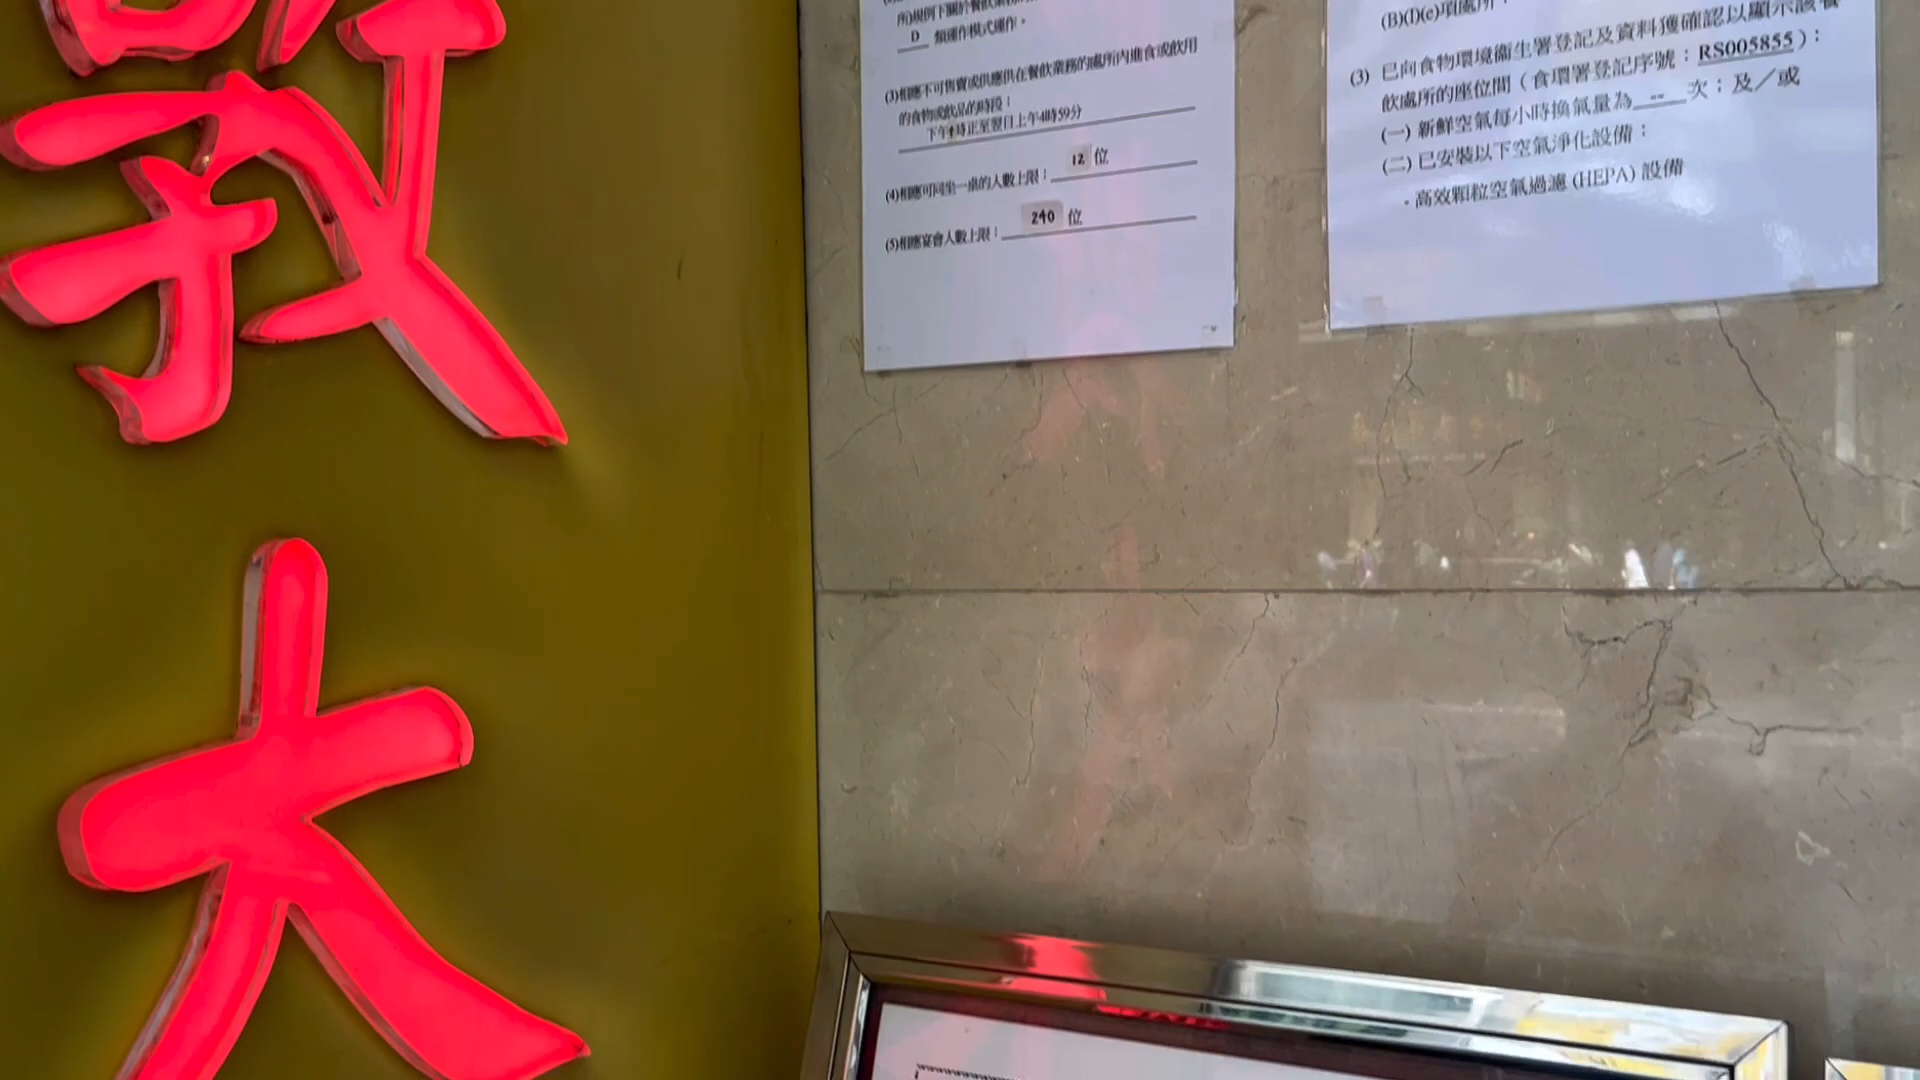 大
D 類運作模式運作。
(3)相應不可售賣或供應供在餐飲業務的處所內進食或飲用
的食物或飲品的時段：
時正至翌日上午4時59分
(4)相應可同坐一桌的人數上限： 12 位
(5)相應宴會人數上限： 240 位
(B)(I)(e)項處所
(3) 已向食物環境衞生署登記及資料獲確認以顯示該餐
飲處所的座位間（食環署登記序號：RS005855）：
(一) 新鮮空氣每小時換氣量為 -- 次；及／或
(二) 已安裝以下空氣淨化設備：
．高效顆粒空氣過濾 (HEPA) 設備